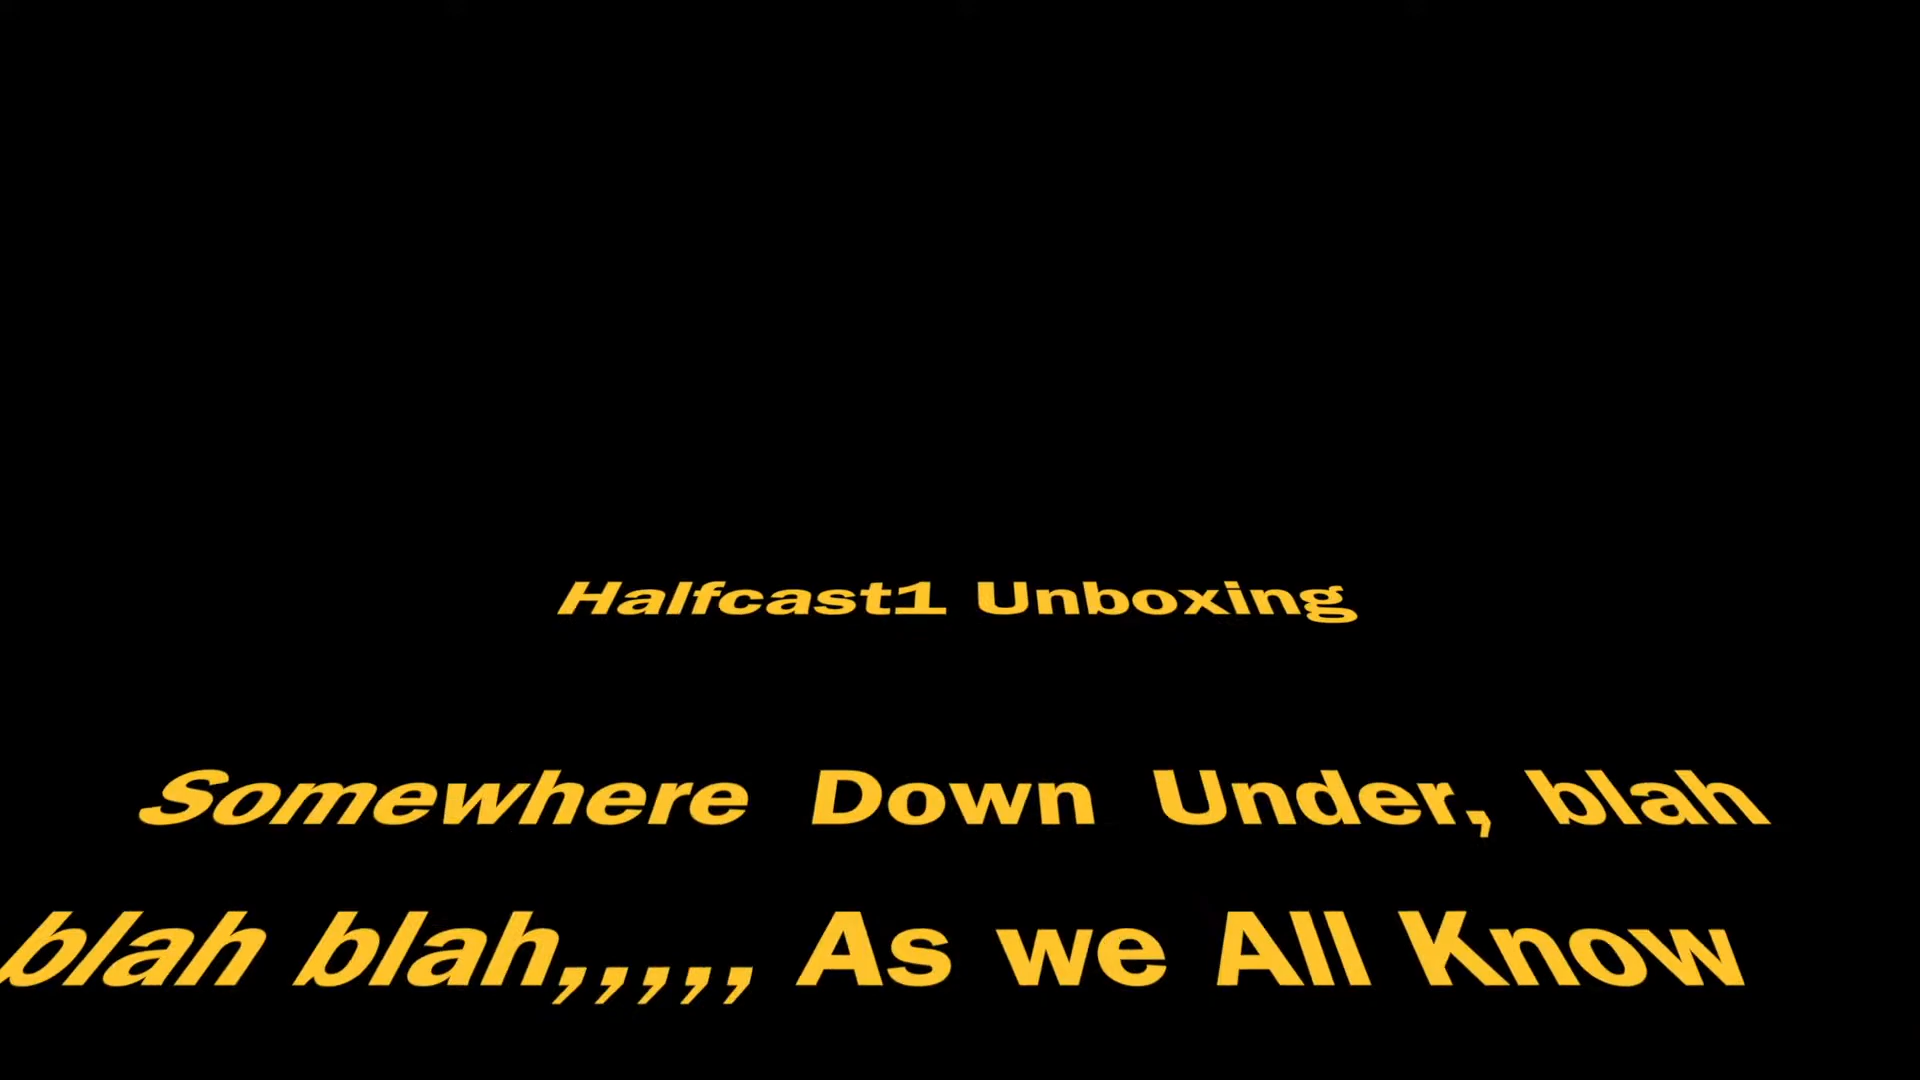 Halfcast1 Unboxing
Somewhere Down Under, blah
blah blah,,,,, As we All Know